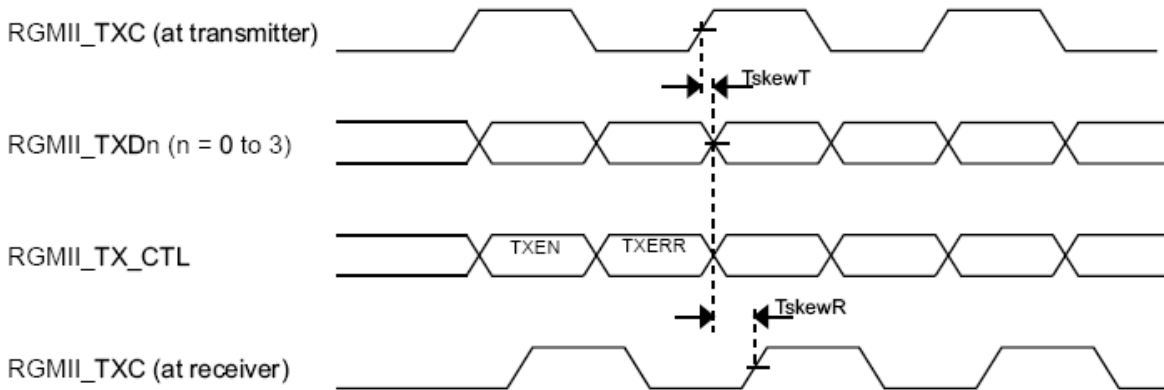 RGMII_TXC (at transmitter)
TskewT
RGMII_TXDn (n = 0 to 3)
RGMII_TX_CTL
TXEN
TXERR
TskewR
RGMII_TXC (at receiver)